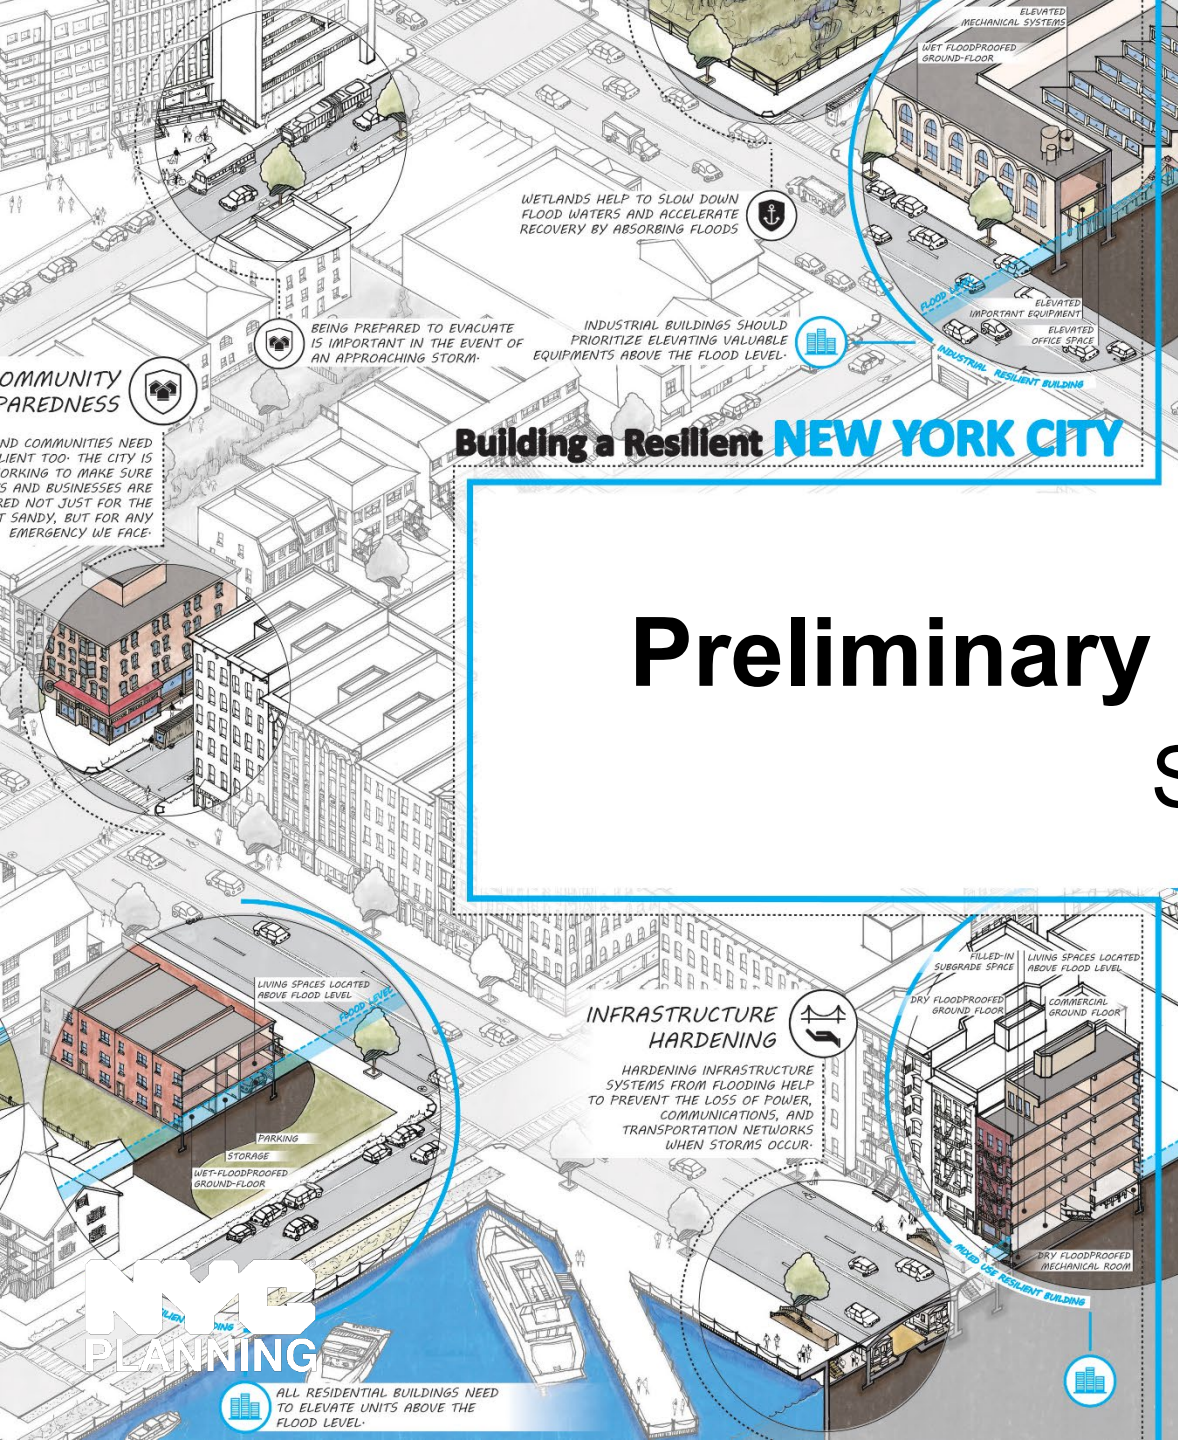 ELEVATED
MECHANICAL SYSTEMS
WET FLOODPROOFED
GROUND-FLOOR
WETLANDS HELP TO SLOW DOWN
FLOOD WATERS AND ACCELERATE
RECOVERY BY ABSORBING FLOODS
FLOOD
ELEVATED
IMPORTANT EQUIPMENT
ELEVATED
OFFICE SPACE
INDUSTRIAL RESILIENT BUILDING
BEING PREPARED TO EVACUATE
IS IMPORTANT IN THE EVENT OF
AN APPROACHING STORM.
INDUSTRIAL BUILDINGS SHOULD
PRIORITIZE ELEVATING VALUABLE
EQUIPMENTS ABOVE THE FLOOD LEVEL.
OMMUNITY
PAREDNESS
ND COMMUNITIES NEED
LIENT TOO. THE CITY IS
ORKING TO MAKE SURE
S AND BUSINESSES ARE
RED NOT JUST FOR THE
T SANDY, BUT FOR ANY
EMERGENCY WE FACE.
Building a Resilient NEW YORK CITY
Preliminary
S
LIVING SPACES LOCATED
ABOVE FLOOD LEVEL
FLOOD LEVEL
PARKING
STORAGE
WET-FLOODPROOFED
GROUND-FLOOR
INFRASTRUCTURE
HARDENING
HARDENING INFRASTRUCTURE
SYSTEMS FROM FLOODING HELP
TO PREVENT THE LOSS OF POWER,
COMMUNICATIONS, AND
TRANSPORTATION NETWORKS
WHEN STORMS OCCUR.
FILLED-IN
SUBGRADE SPACE
LIVING SPACES LOCATED
ABOVE FLOOD LEVEL
DRY FLOODPROOFED
GROUND FLOOR
COMMERCIAL
GROUND FLOOR
DRY FLOODPROOFED
MECHANICAL ROOM
MIXED USE RESILIENT BUILDING
NYC
PLANNING
ALL RESIDENTIAL BUILDINGS NEED
TO ELEVATE UNITS ABOVE THE
FLOOD LEVEL.